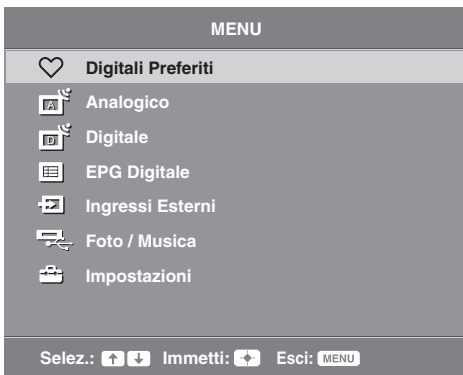 MENU
Digitali Preferiti
A Analogico
D Digitale
EPG Digitale
Ingressi Esterni
Foto / Musica
Impostazioni
Selez.: ↑ ↓ Immetti: Esci: MENU